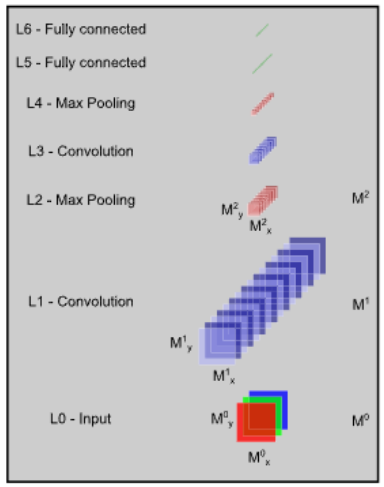 L6 - Fully connected
L5 - Fully connected
L4 - Max Pooling
L3 - Convolution
L2 - Max Pooling
M²y
M²x
M²
L1 - Convolution
M¹y
M¹x
M¹
L0 - Input
M⁰y
M⁰x
M⁰